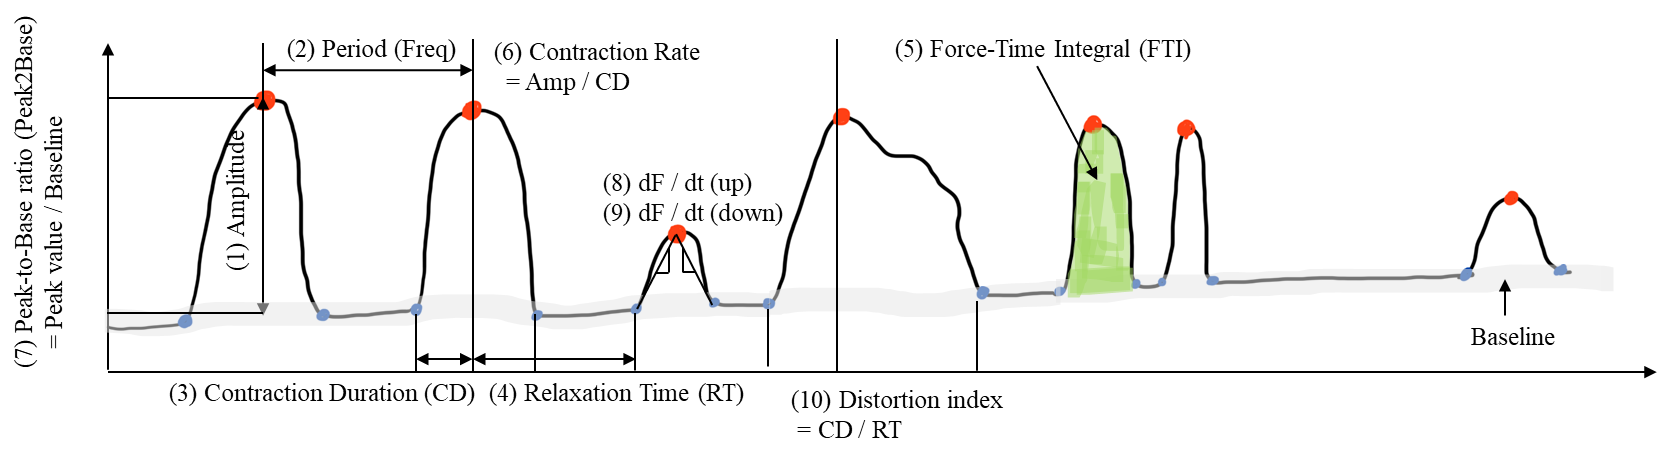 (7) Peak-to-Base ratio (Peak2Base)
= Peak value / Baseline
(1) Amplitude
(2) Period (Freq)
(6) Contraction Rate
= Amp / CD
(5) Force-Time Integral (FTI)
(8) dF / dt (up)
(9) dF / dt (down)
Baseline
(3) Contraction Duration (CD)
(4) Relaxation Time (RT)
(10) Distortion index
= CD / RT